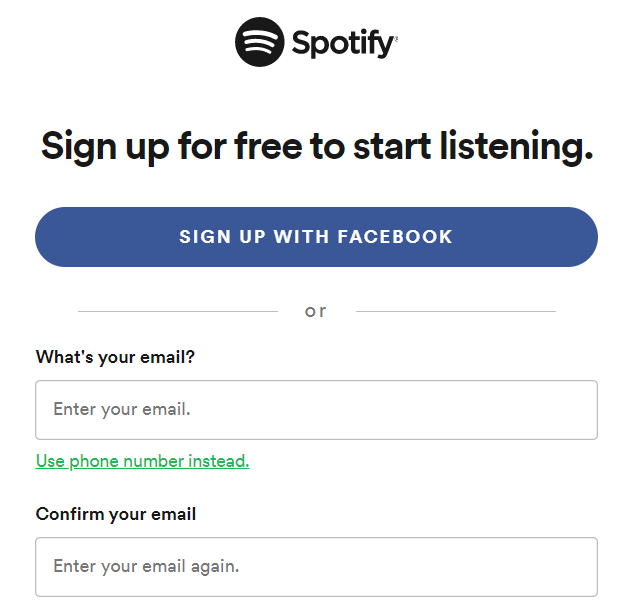 Spotify®
Sign up for free to start listening.
SIGN UP WITH FACEBOOK
or
What's your email?
Enter your email.
Use phone number instead.
Confirm your email
Enter your email again.